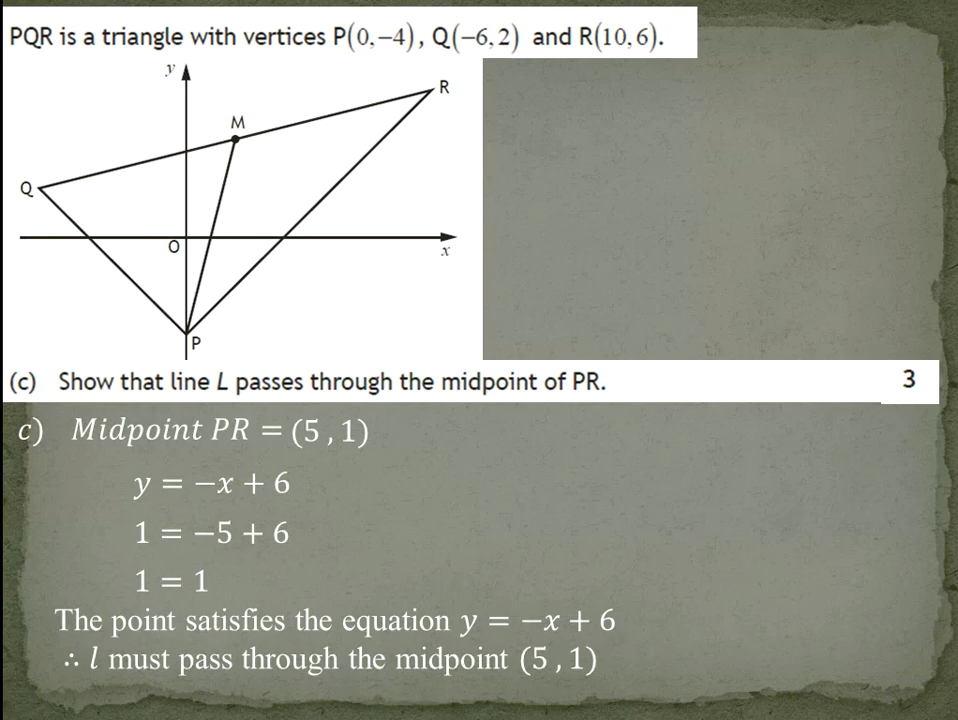 PQR is a triangle with vertices P(0,−4), Q(−6,2) and R(10,6).
y
R
M
Q
O
x
P
(c) Show that line L passes through the midpoint of PR. 3
c) Midpoint PR = (5 , 1)
y = −x + 6
1 = −5 + 6
1 = 1
The point satisfies the equation y = −x + 6
∴ l must pass through the midpoint (5 , 1)